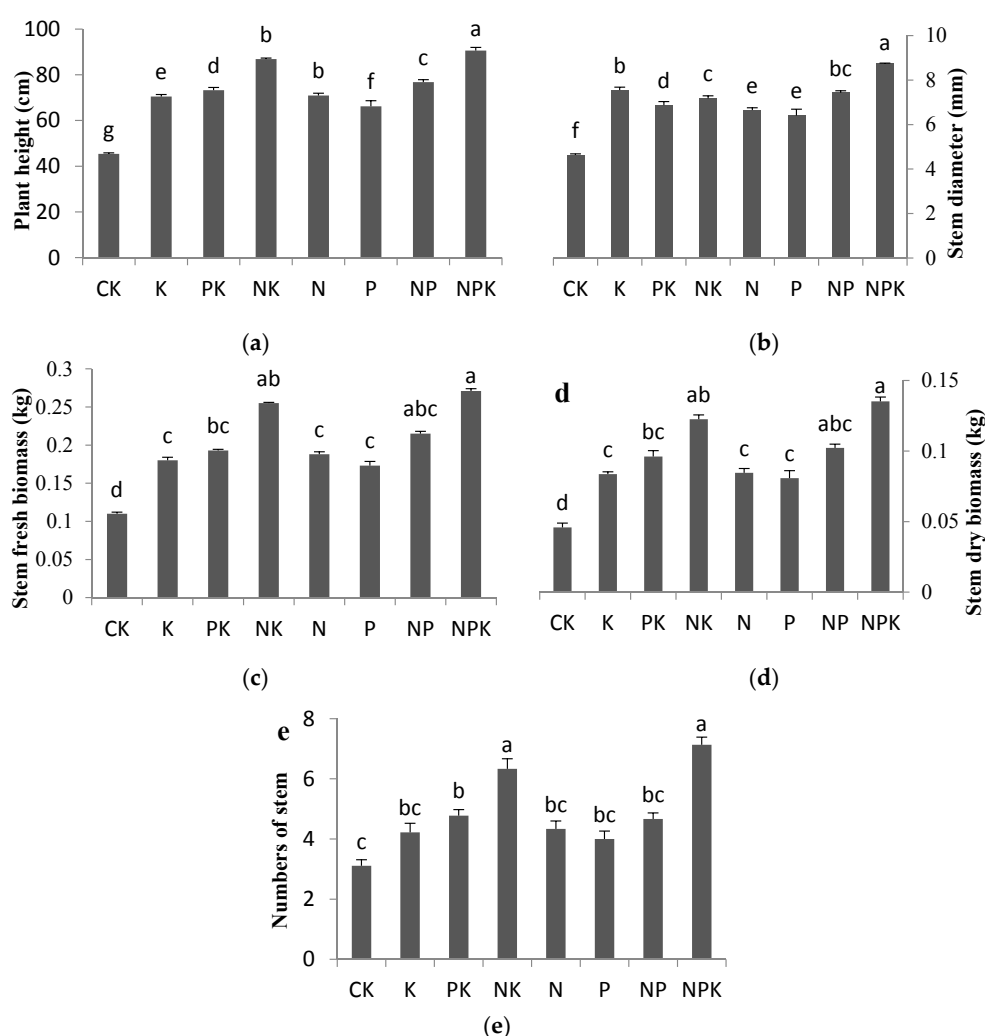 Plant height (cm)
100
80
60
40
20
0
g
e
d
b
b
f
c
a
CK K PK NK N P NP NPK
(a)
Stem diameter (mm)
10
8
6
4
2
0
f
b
d
c
e
e
bc
a
CK K PK NK N P NP NPK
(b)
Stem fresh biomass (kg)
0.3
0.25
0.2
0.15
0.1
0.05
0
d
c
bc
ab
c
c
abc
a
CK K PK NK N P NP NPK
(c)
d
Stem dry biomass (kg)
0.15
0.1
0.05
0
d
c
bc
ab
c
c
abc
a
CK K PK NK N P NP NPK
(d)
e
Numbers of stem
8
6
4
2
0
c
bc
b
a
bc
bc
bc
a
CK K PK NK N P NP NPK
(e)